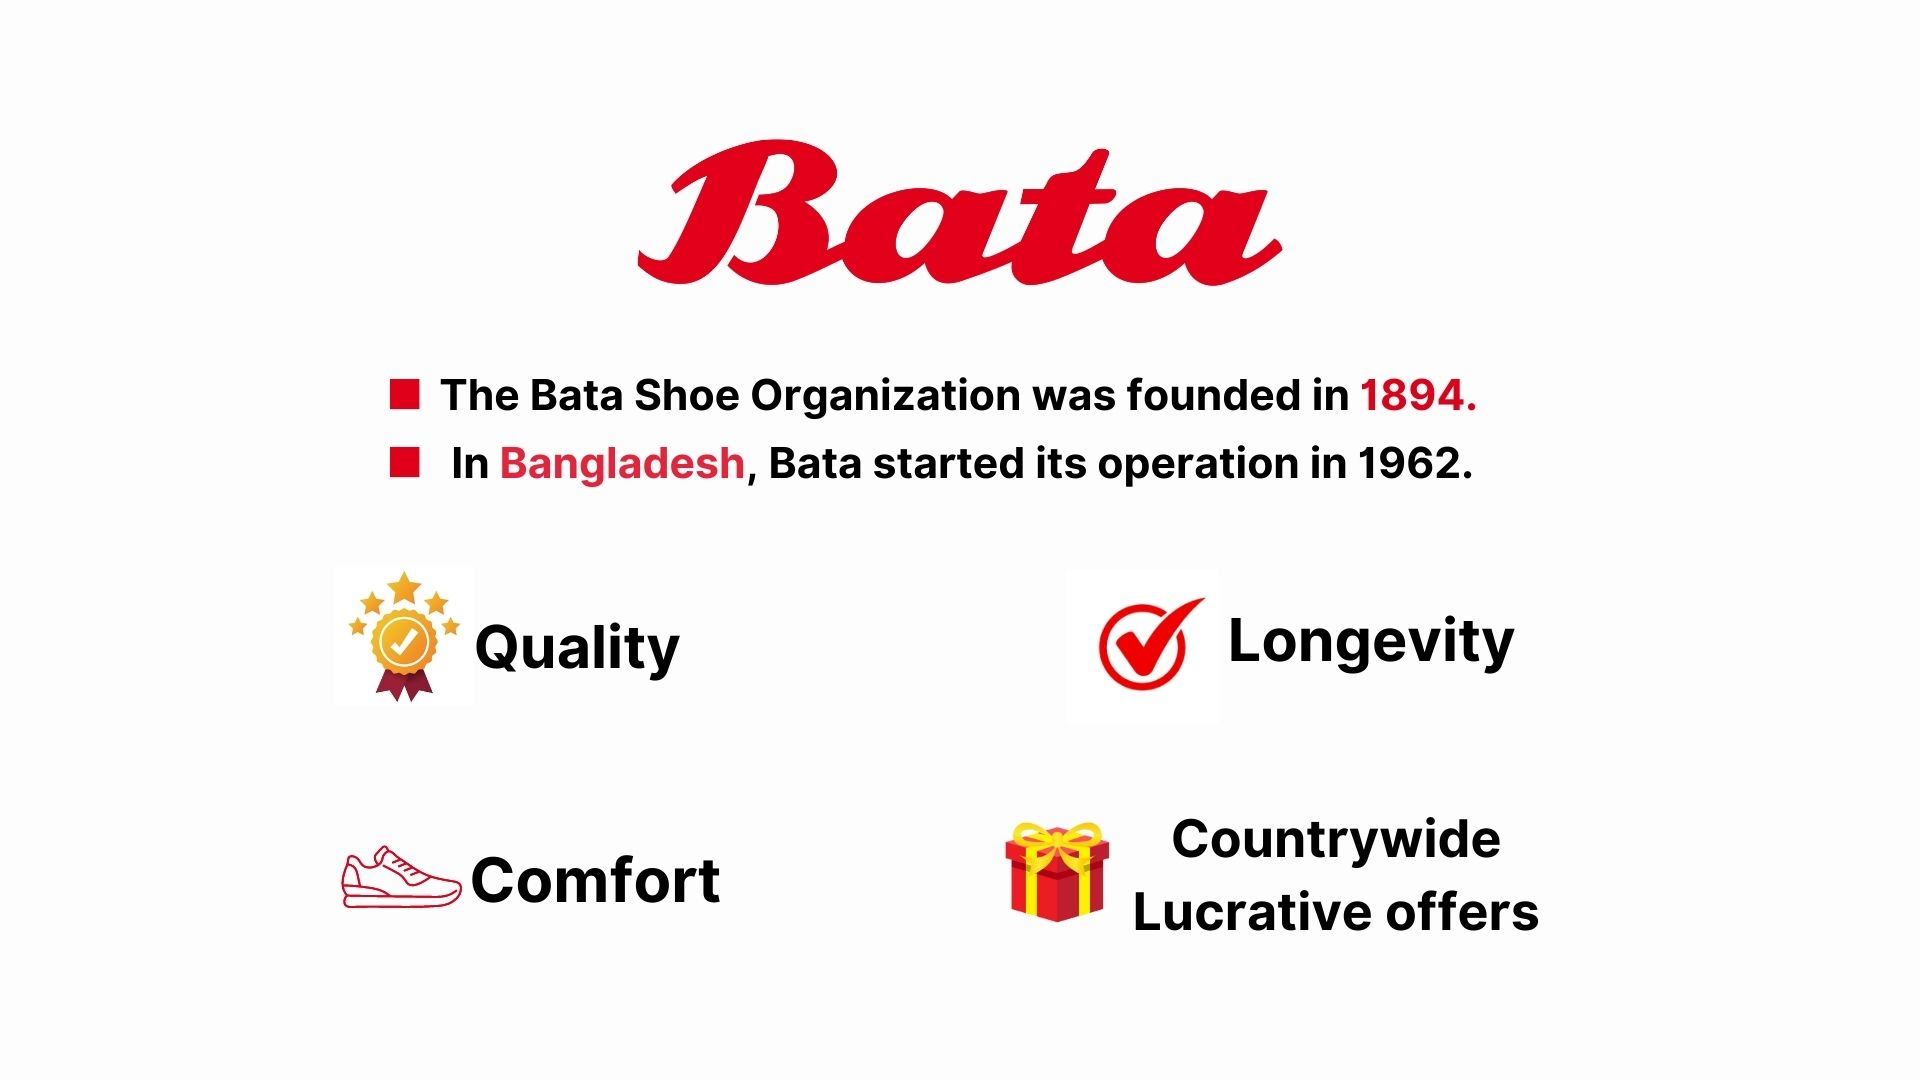 Bata
The Bata Shoe Organization was founded in 1894.
In Bangladesh, Bata started its operation in 1962.
Quality
Longevity
Comfort
Countrywide
Lucrative offers